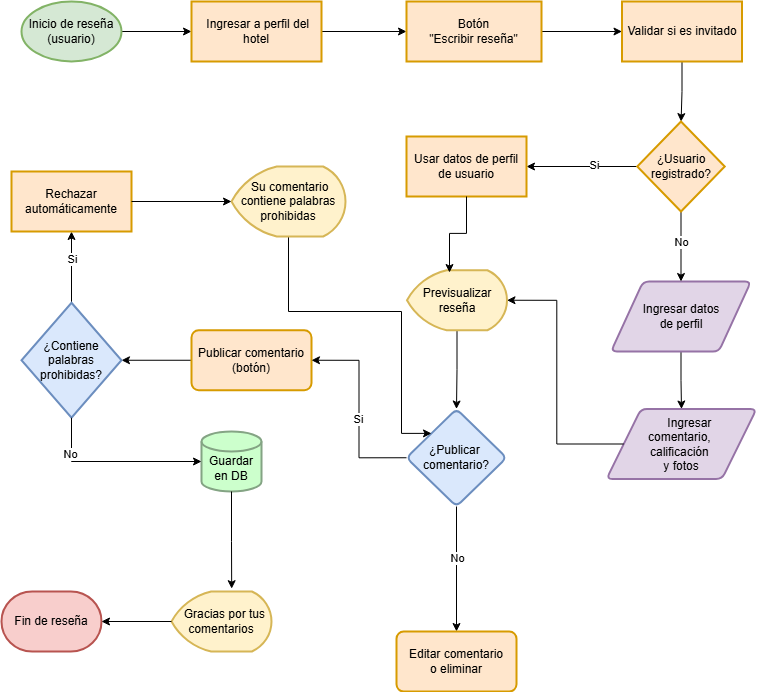 Inicio de reseña
(usuario)
Ingresar a perfil del
hotel
Botón
"Escribir reseña"
Validar si es invitado
¿Usuario
registrado?
Si
Usar datos de perfil
de usuario
No
Ingresar datos
de perfil
Ingresar
comentario,
calificación
y fotos
Previsualizar
reseña
¿Publicar
comentario?
Si
Publicar comentario
(botón)
¿Contiene
palabras
prohibidas?
Si
Rechazar
automáticamente
Su comentario
contiene palabras
prohibidas
No
Guardar
en DB
Gracias por tus
comentarios
Fin de reseña
No
Editar comentario
o eliminar